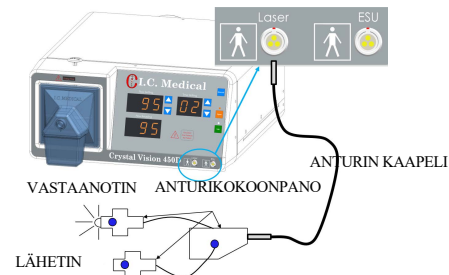 Laser
ESU
C.I.C. Medical
95 02
95
Crystal Vision 450D
ANTURIN KAAPELI
VASTAANOTIN
ANTURIKOKOONPANO
LÄHETIN